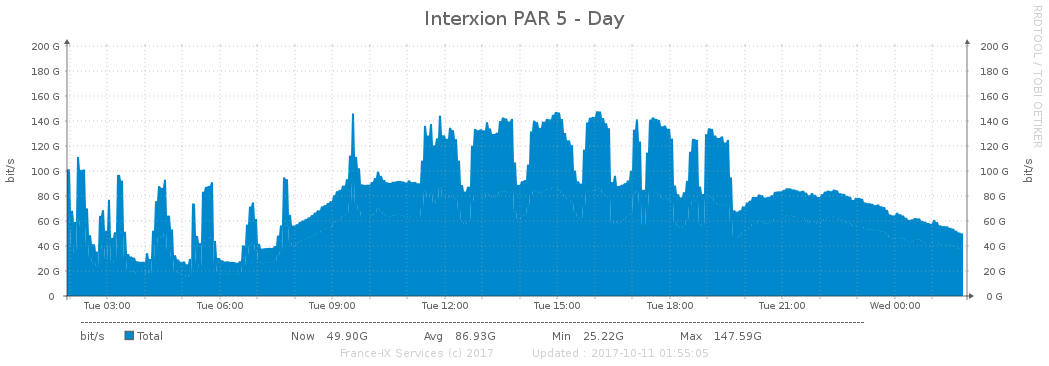 Interxion PAR 5 - Day
RRDTOOL / TOBI OETIKER
200 G 200 G
180 G 180 G
160 G 160 G
140 G 140 G
120 G 120 G
100 G 100 G
80 G 80 G
60 G 60 G
40 G 40 G
20 G 20 G
0 0 G
bit/s
bit/s
Tue 03:00 Tue 06:00 Tue 09:00 Tue 12:00 Tue 15:00 Tue 18:00 Tue 21:00 Wed 00:00
bit/s Total Now 49.90G Avg 86.93G Min 25.22G Max 147.59G
France-IX Services (c) 2017 Updated : 2017-10-11 01:55:05